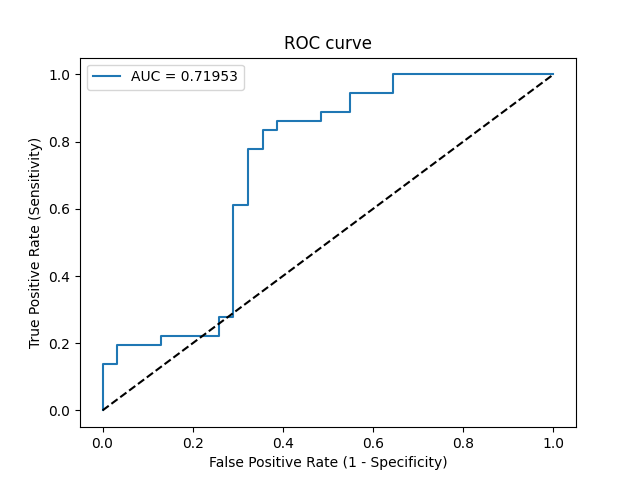 ROC curve
AUC = 0.71953
1.0
0.8
0.6
0.4
0.2
0.0
True Positive Rate (Sensitivity)
0.0 0.2 0.4 0.6 0.8 1.0
False Positive Rate (1 - Specificity)